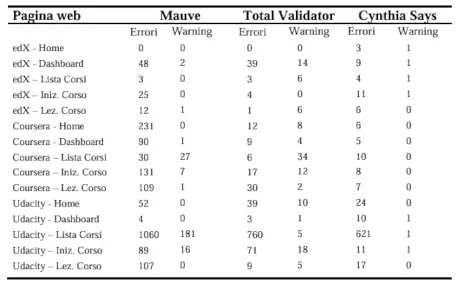 Pagina web Mauve Total Validator Cynthia Says
Errori Warning Errori Warning Errori Warning
edX - Home 0 0 0 0 3 1
edX - Dashboard 48 2 39 14 9 1
edX – Lista Corsi 3 0 3 6 4 1
edX – Iniz. Corso 25 0 4 0 11 1
edX – Lez. Corso 12 1 1 6 6 0
Coursera - Home 231 0 12 8 6 0
Coursera - Dashboard 90 1 9 4 5 0
Coursera – Lista Corsi 30 27 6 34 10 0
Coursera – Iniz. Corso 131 7 17 12 8 0
Coursera – Lez. Corso 109 1 30 2 7 0
Udacity - Home 52 0 39 10 24 0
Udacity - Dashboard 4 0 3 1 10 1
Udacity – Lista Corsi 1060 181 760 5 621 1
Udacity – Iniz. Corso 89 16 71 18 11 1
Udacity – Lez. Corso 107 0 9 5 17 0